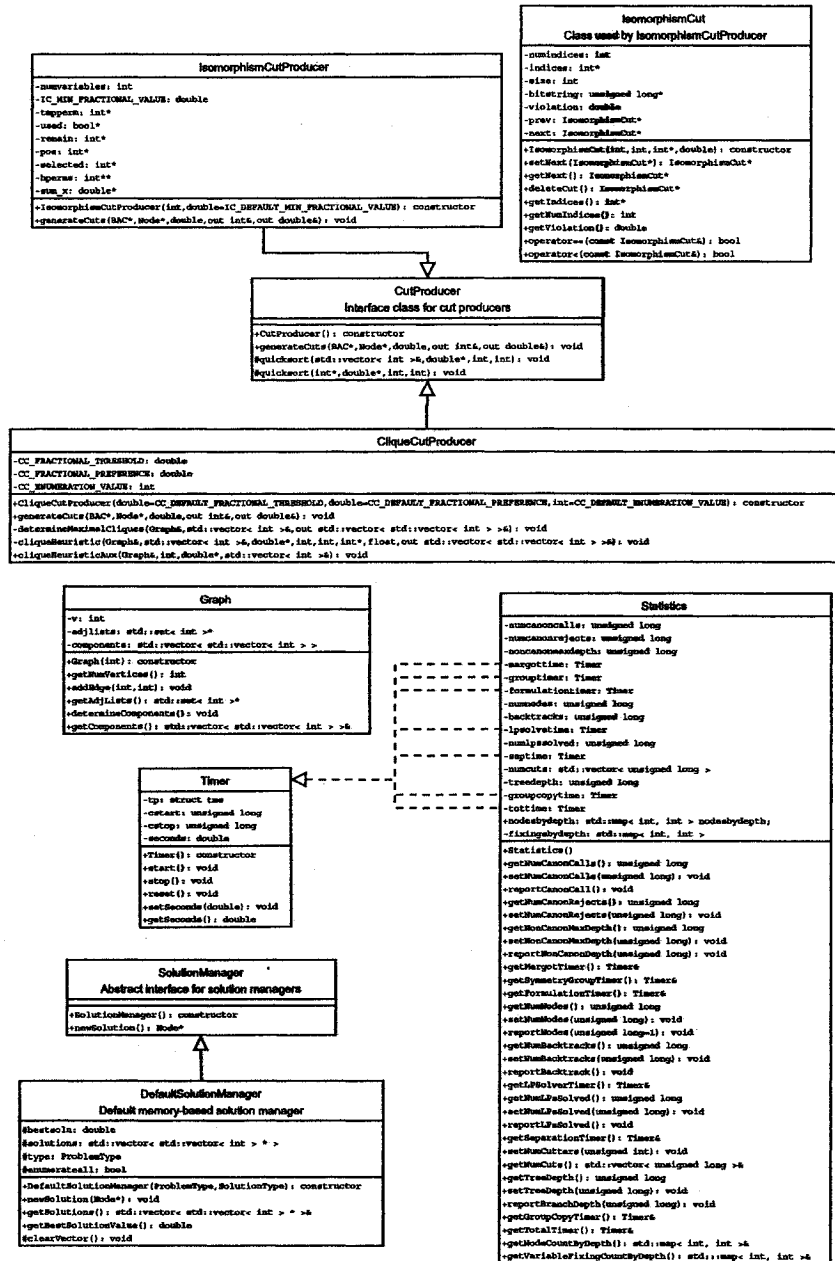 IsomorphismCutProducer
-numvariables: int
-IC_MIN_FRACTIONAL_VALUE: double
-tmpperm: int*
-used: bool*
-remain: int*
-pos: int*
-selected: int*
-hperms: int**
-sum_x: double*
+IsomorphismCutProducer(int,double=IC_DEFAULT_MIN_FRACTIONAL_VALUE): constructor
+generateCuts(BAC*,Node*,double,out int&,out double&): void
IsomorphismCut
Class used by IsomorphismCutProducer
-numindices: int
-indices: int*
-size: int
-bitstring: unsigned long*
-violation: double
-prev: IsomorphismCut*
-next: IsomorphismCut*
+IsomorphismCut(int,int,int*,double): constructor
+setNext(IsomorphismCut*): IsomorphismCut*
+getNext(): IsomorphismCut*
+deleteCut(): IsomorphismCut*
+getIndices(): int*
+getNumIndices(): int
+getViolation(): double
+operator==(const IsomorphismCut&): bool
+operator<(const IsomorphismCut&): bool
CutProducer
Interface class for cut producers
+CutProducer(): constructor
+generateCuts(BAC*,Node*,double,out int&,out double&): void
#quicksort(std::vector< int >&,double*,int,int): void
#quicksort(int*,double*,int,int): void
CliqueCutProducer
-CC_FRACTIONAL_THRESHOLD: double
-CC_FRACTIONAL_PREFERENCE: double
-CC_ENUMERATION_VALUE: int
+CliqueCutProducer(double=CC_DEFAULT_FRACTIONAL_THRESHOLD,double=CC_DEFAULT_FRACTIONAL_PREFERENCE,int=CC_DEFAULT_ENUMERATION_VALUE): constructor
+generateCuts(BAC*,Node*,double,out int&,out double&): void
-determineMaximalCliques(Graph&,std::vector< int >&,out std::vector< std::vector< int > >&): void
-cliqueHeuristic(Graph&,std::vector< int >&,double*,int,int,int*,float,out std::vector< std::vector< int > >&): void
+cliqueHeuristicAux(Graph&,int,double*,std::vector< int >&): void
Graph
-v: int
-adjlists: std::set< int >*
-components: std::vector< std::vector< int > >
+Graph(int): constructor
+getNumVertices(): int
+addEdge(int,int): void
+getAdjLists(): std::set< int >*
+determineComponents(): void
+getComponents(): std::vector< std::vector< int > >&
Timer
-tp: struct tms
-cstart: unsigned long
-cstop: unsigned long
-seconds: double
+Timer(): constructor
+start(): void
+stop(): void
+reset(): void
+setSeconds(double): void
+getSeconds(): double
SolutionManager
Abstract interface for solution managers
+SolutionManager(): constructor
+newSolution(): Node*
DefaultSolutionManager
Default memory-based solution manager
#bestsoln: double
#solutions: std::vector< std::vector< int > * >
#type: ProblemType
#enumerateall: bool
+DefaultSolutionManager(ProblemType,SolutionType): constructor
+newSolution(Node*): void
+getSolutions(): std::vector< std::vector< int > * >&
+getBestSolutionValue(): double
#clearVector(): void
Statistics
-numcanoncalls: unsigned long
-numcanonrejects: unsigned long
-noncanonmaxdepth: unsigned long
-margottime: Timer
-grouptimer: Timer
-formulationtimer: Timer
-numnodes: unsigned long
-backtracks: unsigned long
-lpsolvetime: Timer
-numlpssolved: unsigned long
-septime: Timer
-numcuts: std::vector< unsigned long >
-treedepth: unsigned long
-groupcopytime: Timer
-tottime: Timer
+nodesbydepth: std::map< int, int > nodesbydepth;
-fixingsbydepth: std::map< int, int >
+Statistics()
+getNumCanonCalls(): unsigned long
+setNumCanonCalls(unsigned long): void
+reportCanonCall(): void
+getNumCanonRejects(): unsigned long
+setNumCanonRejects(unsigned long): void
+getNonCanonMaxDepth(): unsigned long
+setNonCanonMaxDepth(unsigned long): void
+reportNonCanonDepth(unsigned long): void
+getMargotTimer(): Timer&
+getSymmetryGroupTimer(): Timer&
+getFormulationTimer(): Timer&
+getNumNodes(): unsigned long
+setNumNodes(unsigned long): void
+reportNodes(unsigned long=1): void
+getNumBacktracks(): unsigned long
+setNumBacktracks(unsigned long): void
+reportBacktrack(): void
+getLPSolverTimer(): Timer&
+getNumLPsSolved(): unsigned long
+setNumLPsSolved(unsigned long): void
+reportLPsSolved(): void
+getSeparationTimer(): Timer&
+setNumCutters(unsigned int): void
+getNumCuts(): std::vector< unsigned long >&
+getTreeDepth(): unsigned long
+setTreeDepth(unsigned long): void
+reportBranchDepth(unsigned long): void
+getGroupCopyTimer(): Timer&
+getTotalTimer(): Timer&
+getNodeCountByDepth(): std::map< int, int >&
+getVariableFixingCountByDepth(): std::map< int, int >&